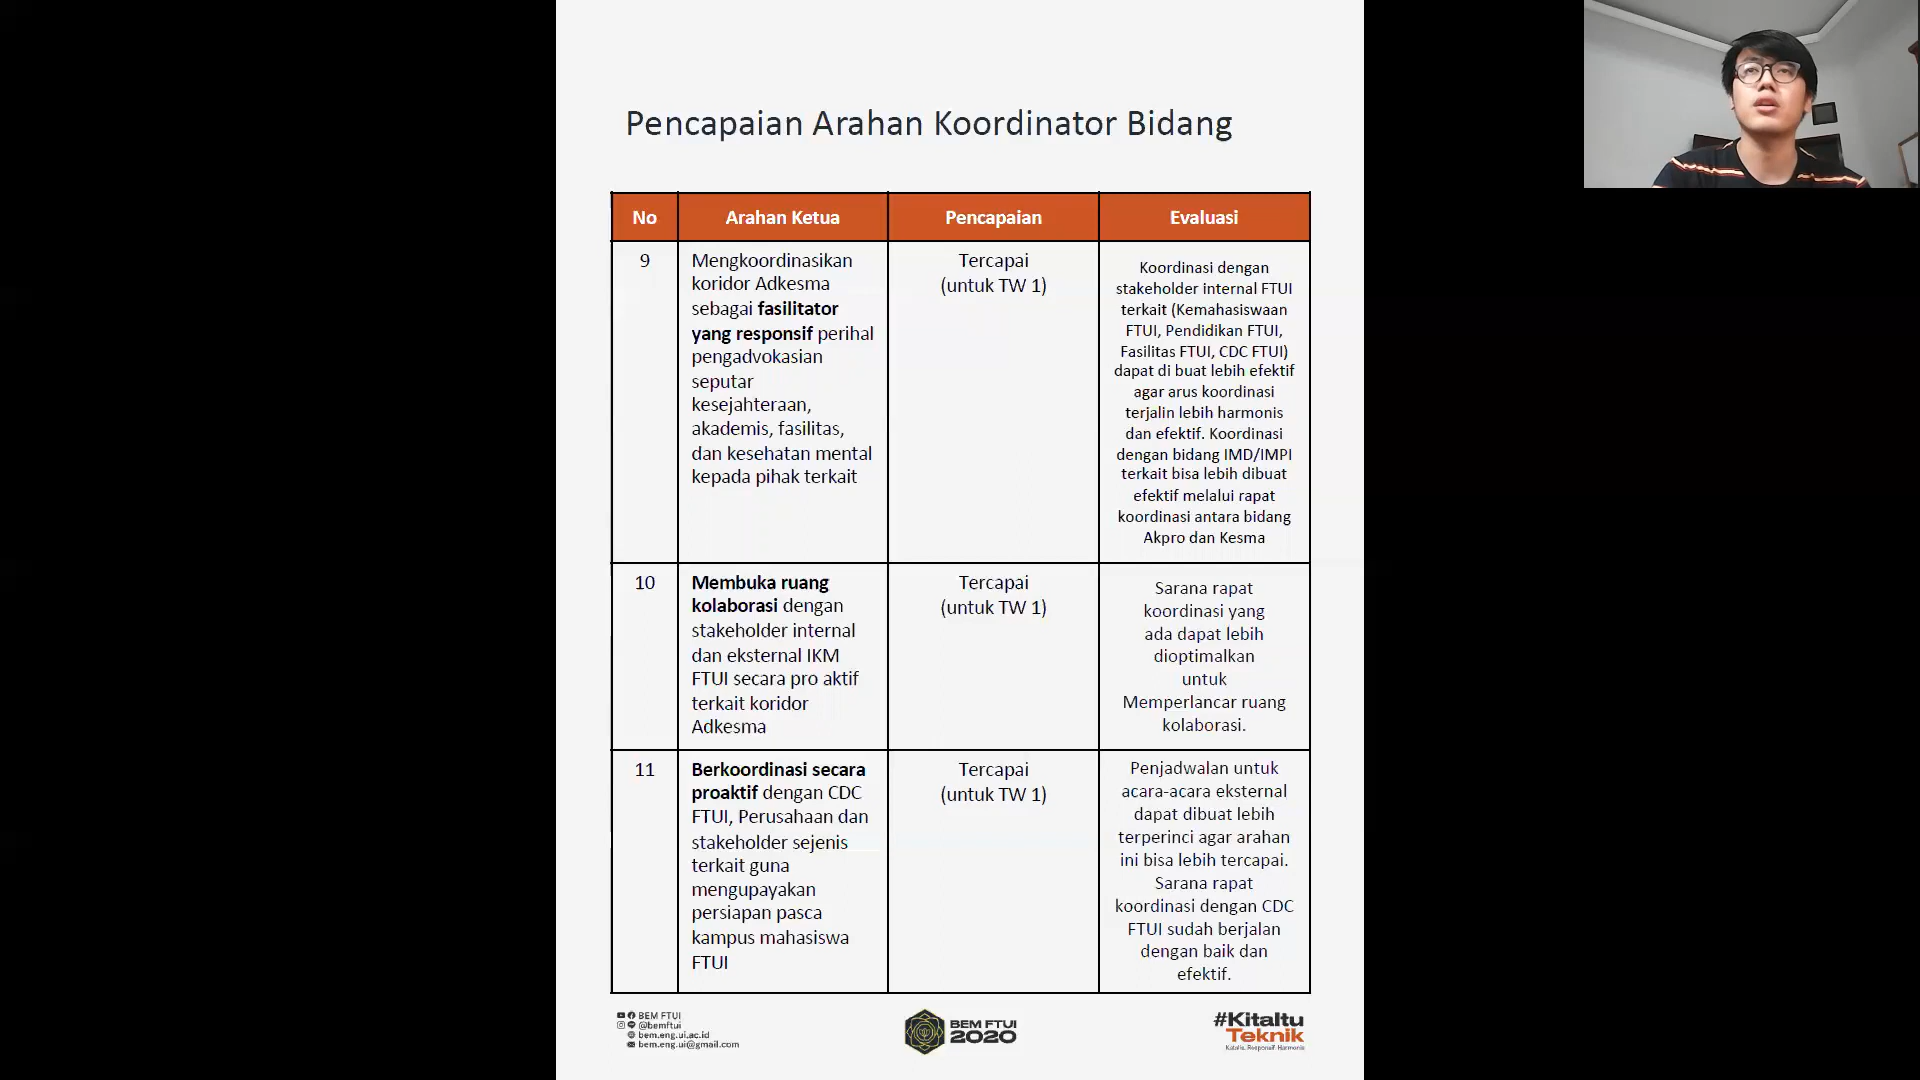 Pencapaian Arahan Koordinator Bidang
No
Arahan Ketua
Pencapaian
Evaluasi
9
Mengkoordinasikan
koridor Adkesma
sebagai fasilitator
yang responsif perihal
pengadvokasian
seputar
kesejahteraan,
akademis, fasilitas,
dan kesehatan mental
kepada pihak terkait
Tercapai
(untuk TW 1)
Koordinasi dengan
stakeholder internal FTUI
terkait (Kemahasiswaan
FTUI, Pendidikan FTUI,
Fasilitas FTUI, CDC FTUI)
dapat di buat lebih efektif
agar arus koordinasi
terjalin lebih harmonis
dan efektif. Koordinasi
dengan bidang IMD/IMPI
terkait bisa lebih dibuat
efektif melalui rapat
koordinasi antara bidang
Akpro dan Kesma
10
Membuka ruang
kolaborasi dengan
stakeholder internal
dan eksternal IKM
FTUI secara pro aktif
terkait koridor
Adkesma
Tercapai
(untuk TW 1)
Sarana rapat
koordinasi yang
ada dapat lebih
dioptimalkan
untuk
Memperlancar ruang
kolaborasi.
11
Berkoordinasi secara
proaktif dengan CDC
FTUI, Perusahaan dan
stakeholder sejenis
terkait guna
mengupayakan
persiapan pasca
kampus mahasiswa
FTUI
Tercapai
(untuk TW 1)
Penjadwalan untuk
acara-acara eksternal
dapat dibuat lebih
terperinci agar arahan
ini bisa lebih tercapai.
Sarana rapat
koordinasi dengan CDC
FTUI sudah berjalan
dengan baik dan
efektif.
BEM FTUI
@bemftui
bem.eng.ui.ac.id
bem.eng.ui@gmail.com
BEM FTUI
2020
#KitaItu
Teknik
Katalis. Responsif. Harmonis